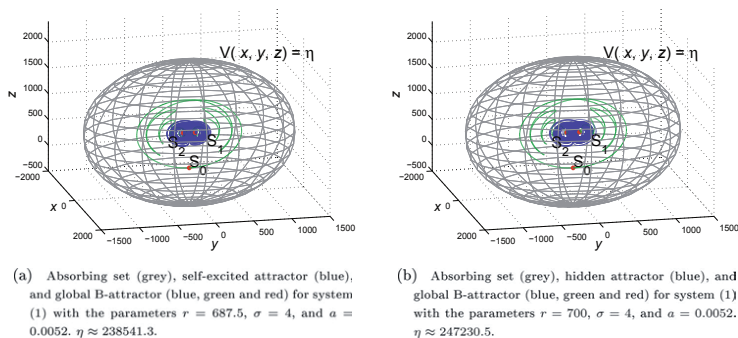 V( x, y, z) = η
2000
1500
1000
500
0
−500
−2000
0
2000
z
x
S₂
S₁
S₀
−1500
−1000
−500
0
500
1000
1500
y
V( x, y, z) = η
2000
1500
1000
500
0
−500
−2000
0
2000
z
x
S₂
S₁
S₀
−1500
−1000
−500
0
500
1000
1500
y
(a) Absorbing set (grey), self-excited attractor (blue),
and global B-attractor (blue, green and red) for system
(1) with the parameters r = 687.5, σ = 4, and a =
0.0052. η ≈ 238541.3.
(b) Absorbing set (grey), hidden attractor (blue), and
global B-attractor (blue, green and red) for system (1)
with the parameters r = 700, σ = 4, and a = 0.0052.
η ≈ 247230.5.